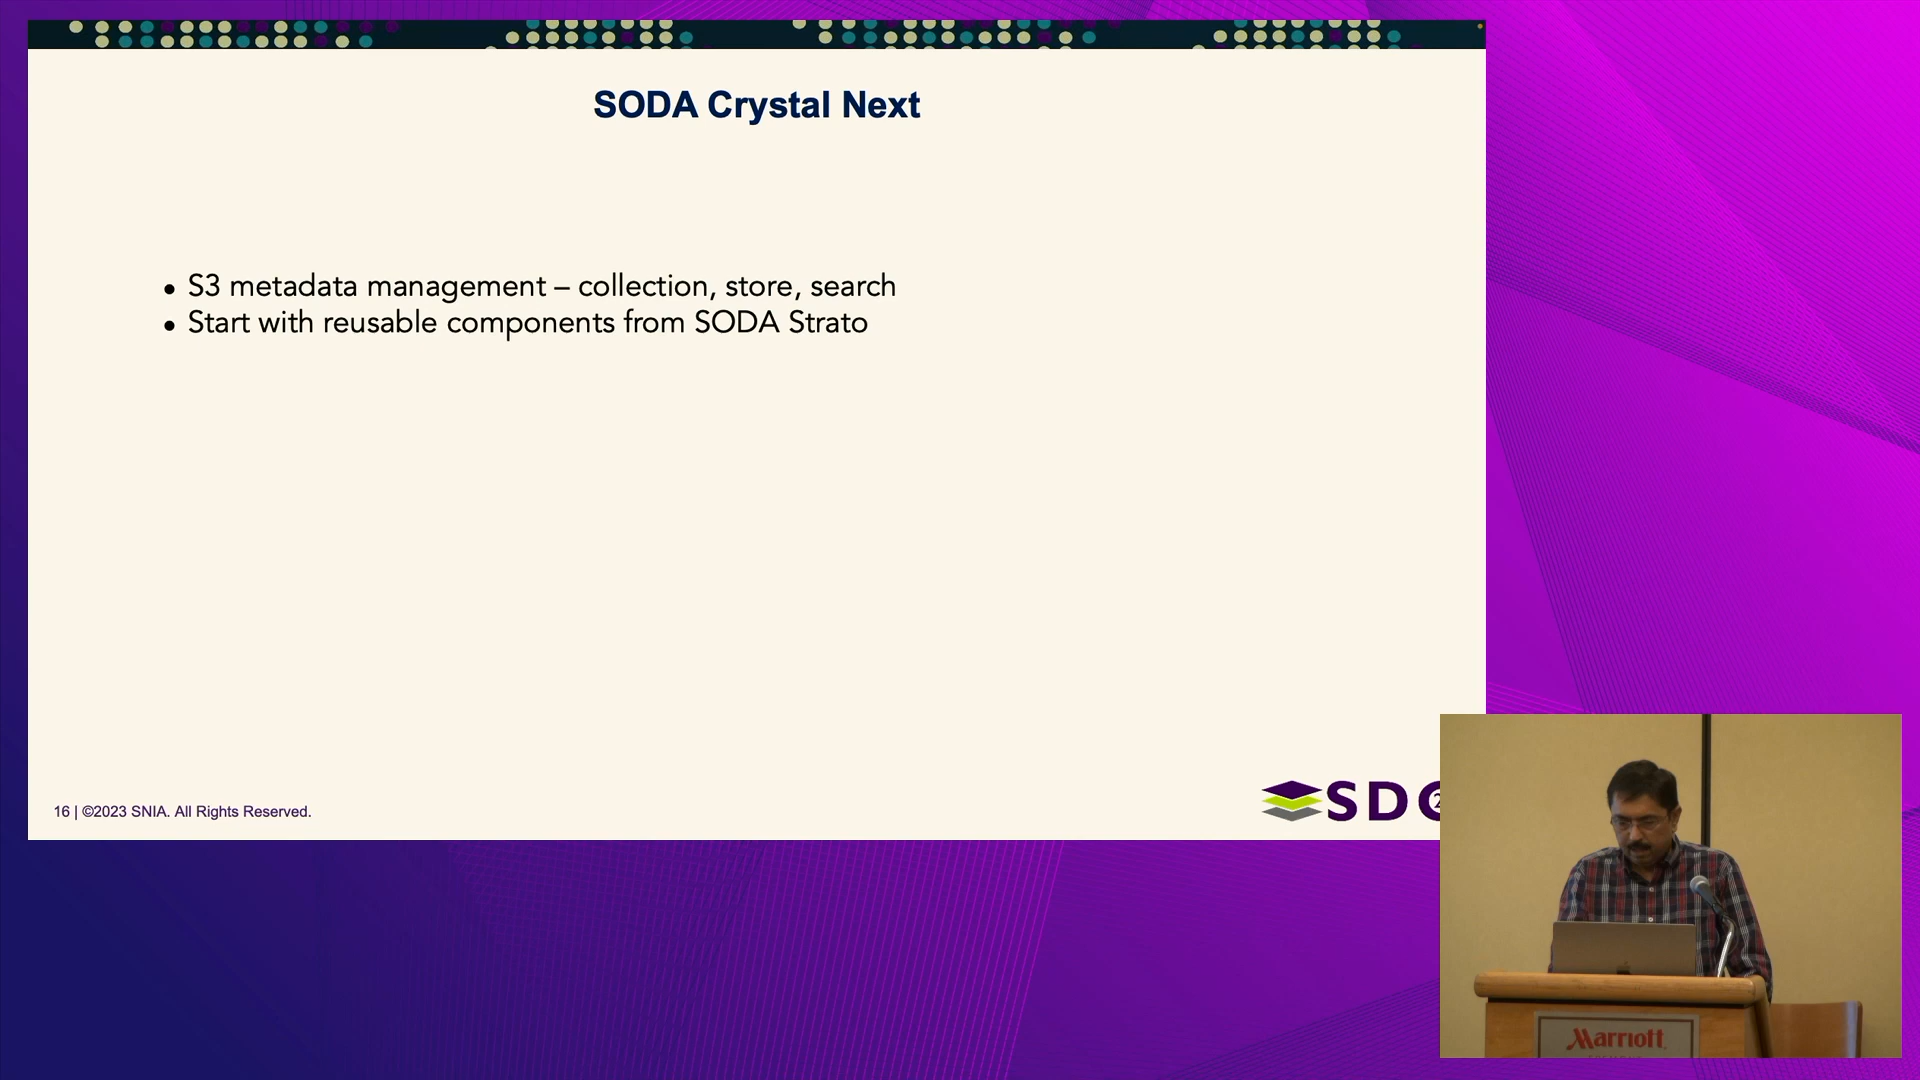 SODA Crystal Next
• S3 metadata management – collection, store, search
• Start with reusable components from SODA Strato
16 | ©2023 SNIA. All Rights Reserved.
SDC
Marriott